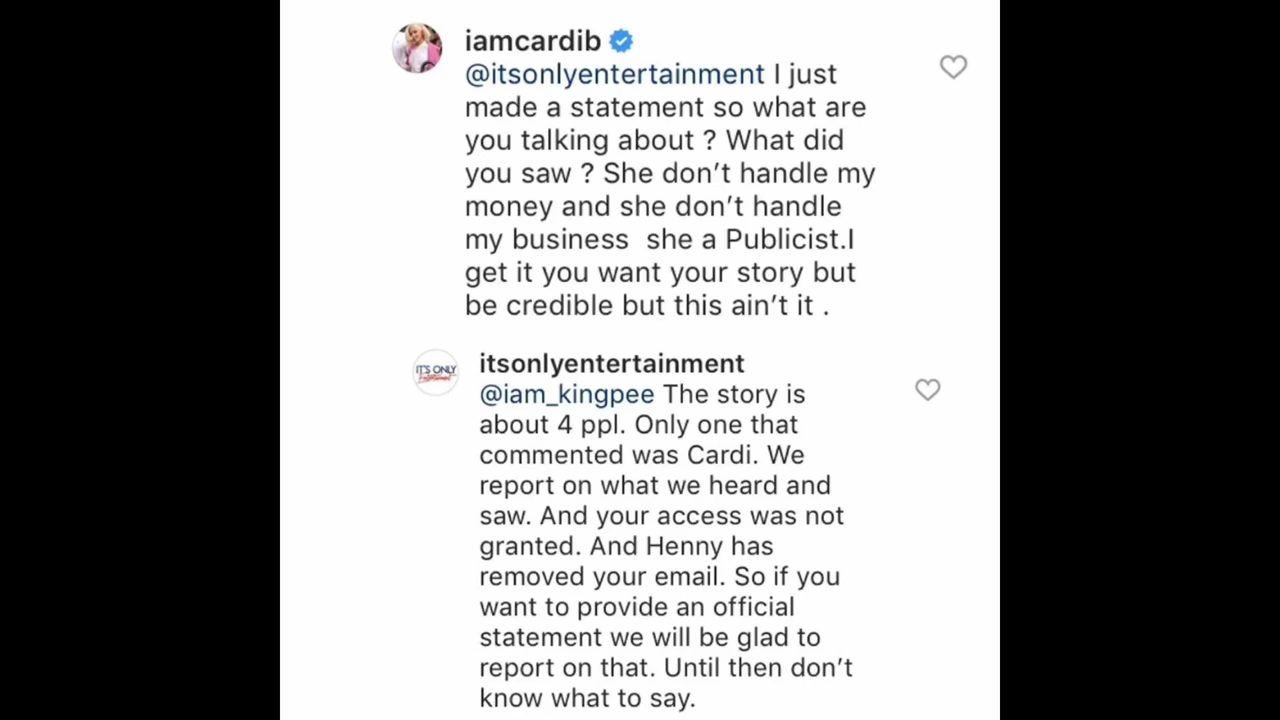 iamcardib
@itsonlyentertainment I just
made a statement so what are
you talking about ? What did
you saw ? She don’t handle my
money and she don’t handle
my business  she a Publicist.I
get it you want your story but
be credible but this ain’t it .
IT'S ONLY
Entertainment
itsonlyentertainment
@iam_kingpee The story is
about 4 ppl. Only one that
commented was Cardi. We
report on what we heard and
saw. And your access was not
granted. And Henny has
removed your email. So if you
want to provide an official
statement we will be glad to
report on that. Until then don’t
know what to say.